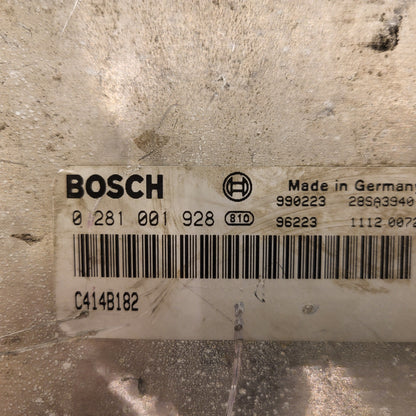 BOSCH Made in Germany
990223 28SA3940
0 281 001 928 810 96223 1112-0072
C414B182